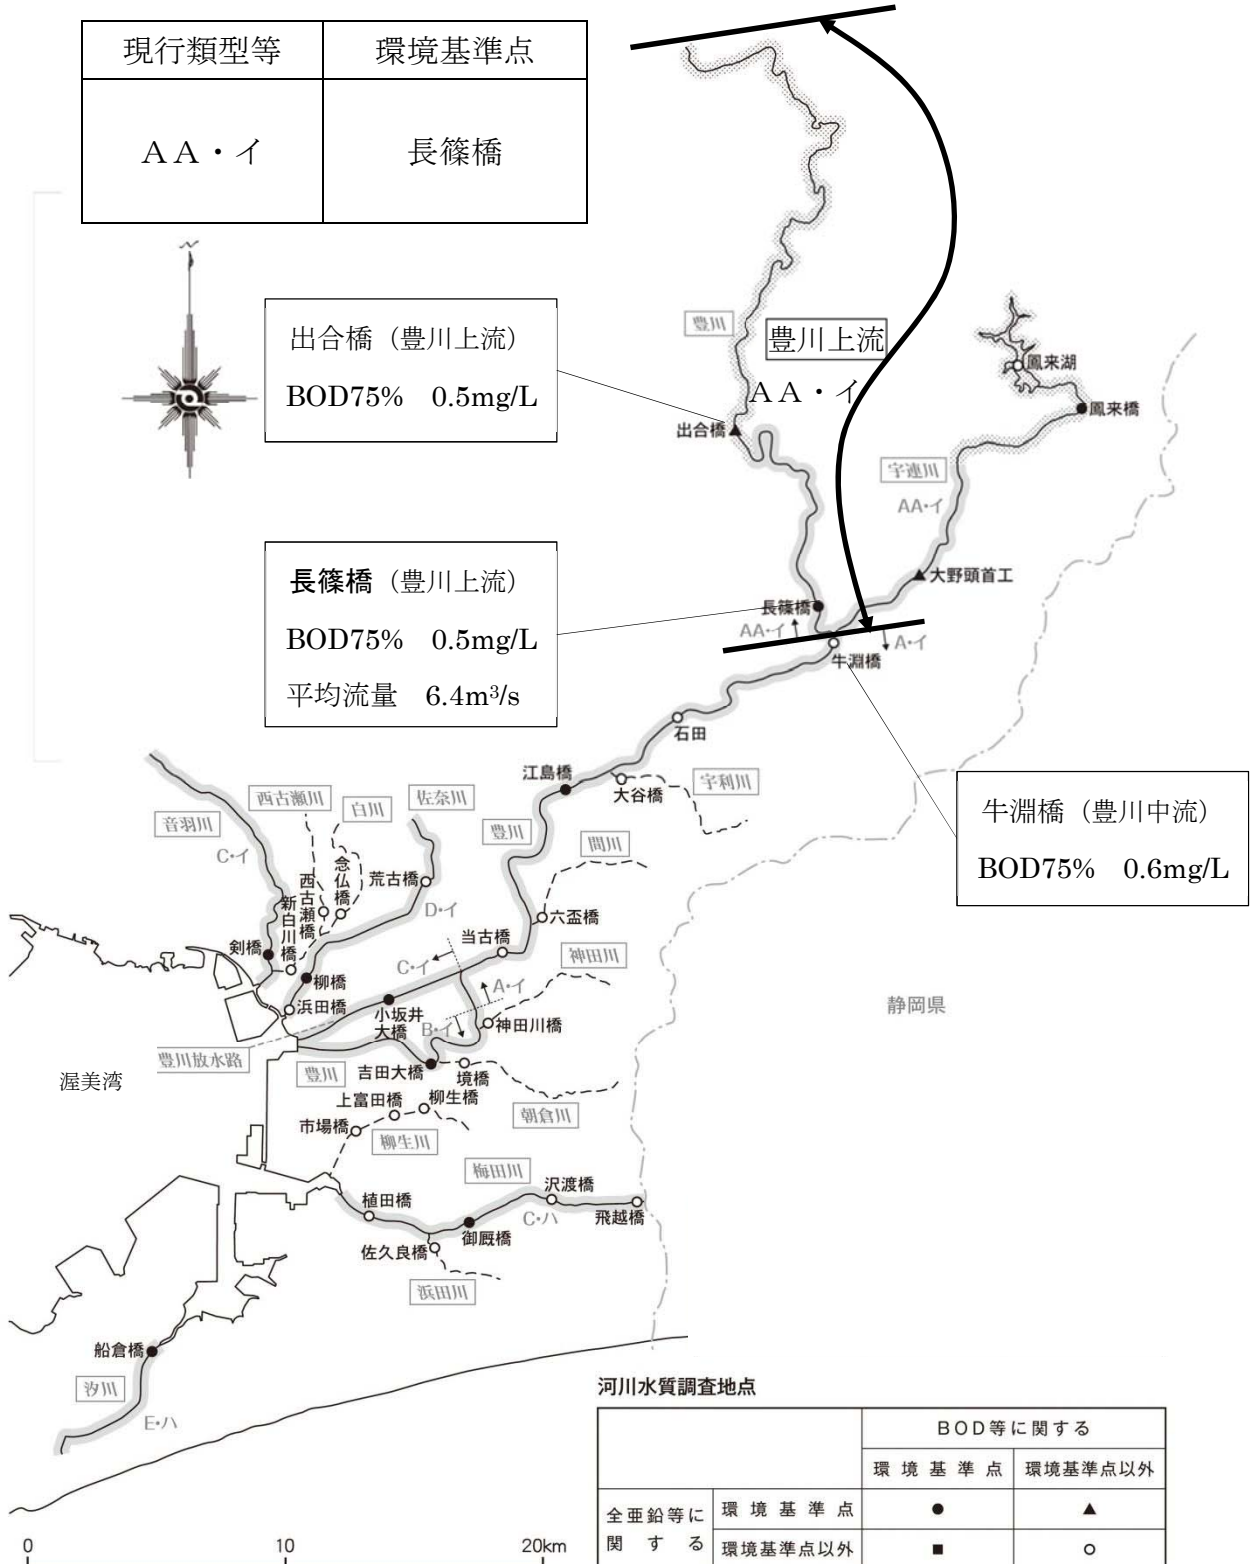 現行類型等 環境基準点
AA・イ 長篠橋
出合橋（豊川上流）
BOD75% 0.5mg/L
豊川
豊川上流
AA・イ
鳳来湖
鳳来橋
出合橋
宇連川
AA・イ
長篠橋（豊川上流）
BOD75% 0.5mg/L
平均流量 6.4m³/s
大野頭首工
長篠橋
AA・イ
A・イ
牛淵橋
石田
牛淵橋（豊川中流）
BOD75% 0.6mg/L
江島橋
大谷橋
宇利川
西古瀬川
白川
佐奈川
音羽川
豊川
C・イ
間川
念仏橋
西古瀬橋
新白川橋
荒古橋
D・イ
六盃橋
当古橋
神田川
剣橋
C・イ
柳橋
A・イ
浜田橋
小坂井
大橋
B・イ
神田川橋
静岡県
豊川放水路
豊川
吉田大橋
境橋
渥美湾
上富田橋
柳生橋
朝倉川
市場橋
柳生川
梅田川
沢渡橋
植田橋
C・ハ
飛越橋
御厩橋
佐久良橋
浜田川
船倉橋
汐川
E・ハ
河川水質調査地点
BOD等に関する
環境基準点 環境基準点以外
全亜鉛等に関する 環境基準点 ● ▲
環境基準点以外 ■ ○
0 10 20km